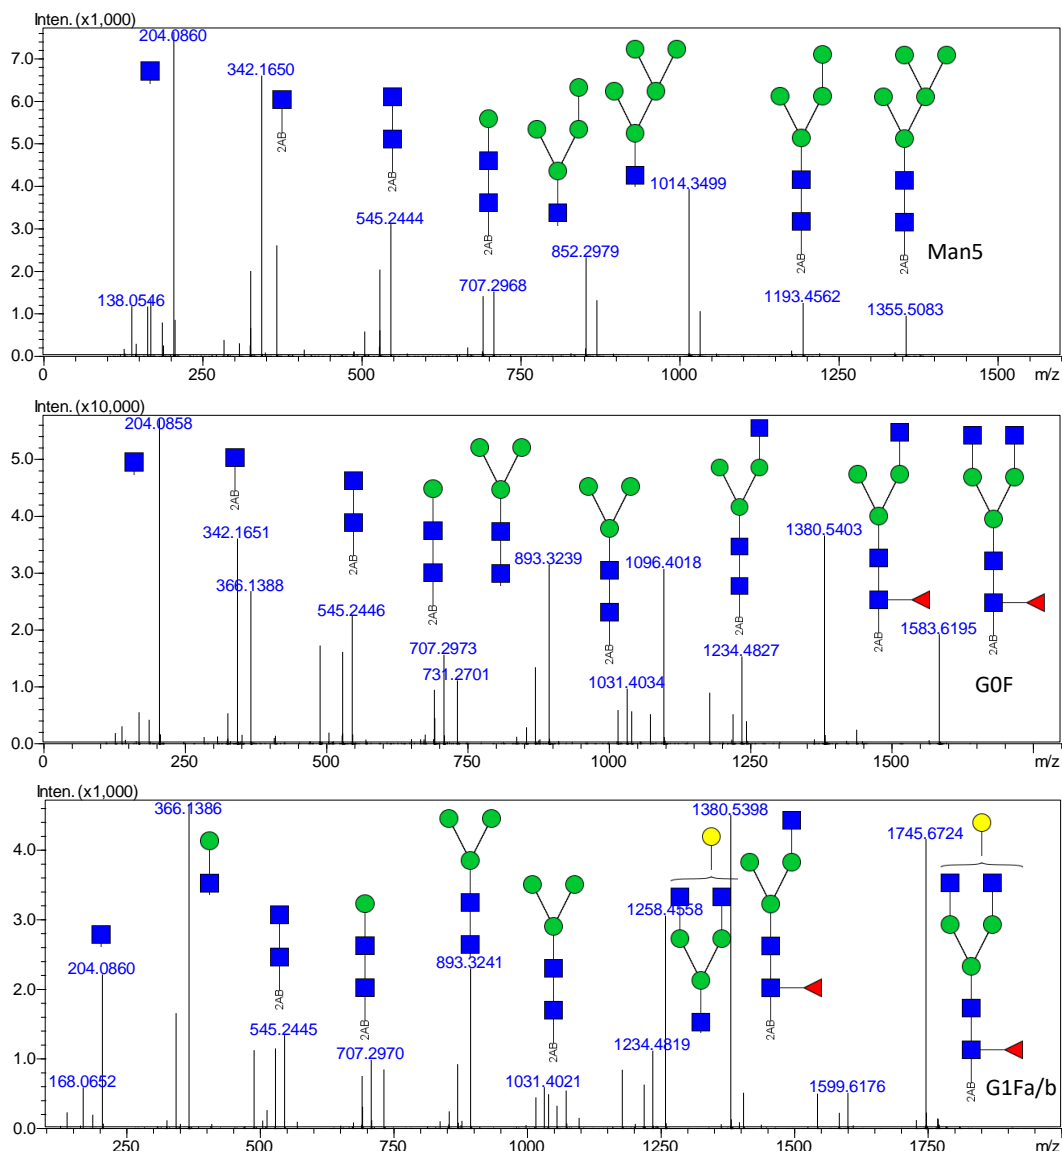 Inten. (x1,000)
204.0860
7.0
342.1650
6.0
2AB
5.0
2AB
1014.3499
4.0
545.2444
2AB
3.0
852.2979
2AB
2AB
Man5
2.0
707.2968
138.0546
1193.4562
1355.5083
1.0
0.0
0
250
500
750
1000
1250
1500
m/z
Inten. (x10,000)
204.0858
5.0
2AB
342.1651
893.3239
1380.5403
4.0
2AB
366.1388
1096.4018
3.0
545.2446
2AB
2AB
2AB
2AB
2AB
1583.6195
2.0
707.2973
731.2701
1234.4827
1031.4034
G0F
1.0
0.0
0
250
500
750
1000
1250
1500
m/z
Inten. (x1,000)
366.1386
1380.5398
1745.6724
4.0
1258.4558
3.0
204.0860
893.3241
2AB
2AB
2AB
2AB
2AB
2.0
545.2445
1234.4819
707.2970
168.0652
1031.4021
1599.6176
G1Fa/b
1.0
0.0
250
500
750
1000
1250
1500
1750
m/z